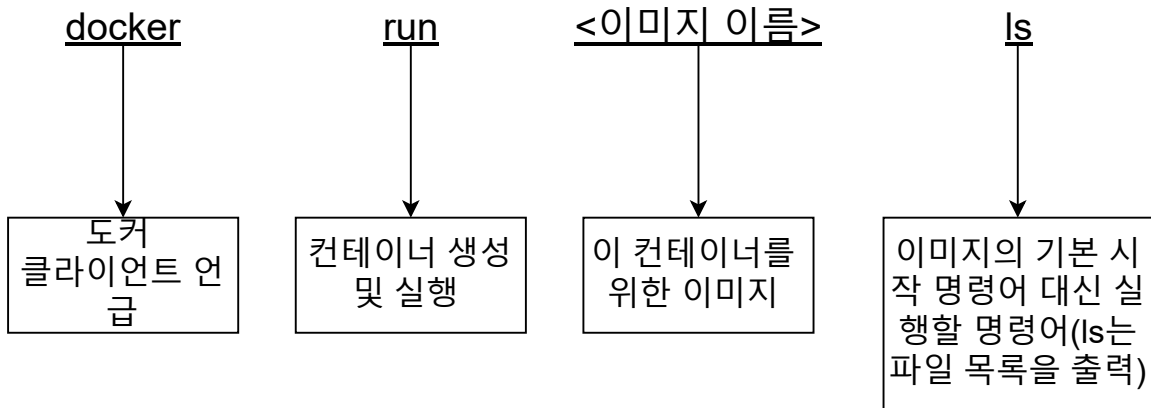 docker
run
<이미지 이름>
ls
도커
클라이언트 언
급
컨테이너 생성
및 실행
이 컨테이너를
위한 이미지
이미지의 기본 시
작 명령어 대신 실
행할 명령어(ls는
파일 목록을 출력)